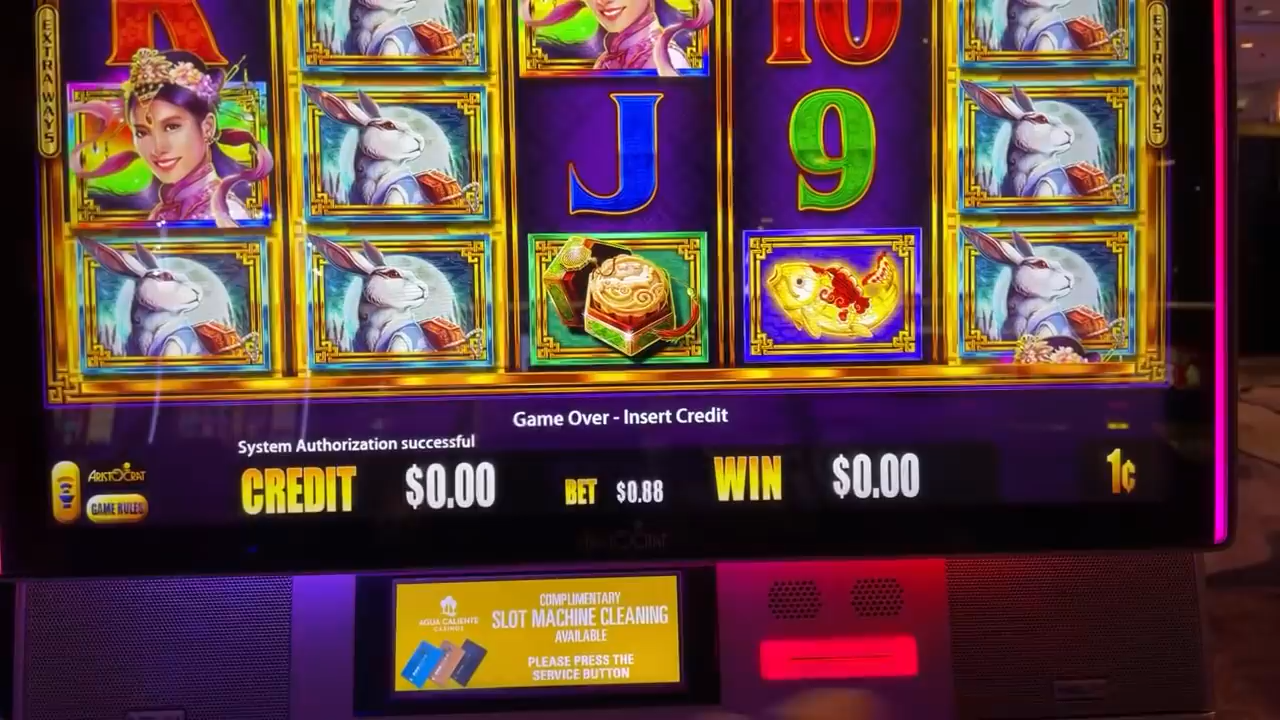 EXTRA WAYS
K
10
EXTRA WAYS
J
9
Game Over - Insert Credit
System Authorization successful
ARISTOCRAT
GAME RULES
CREDIT $0.00
BET $0.88
WIN $0.00
1¢
ARISTOCRAT
AGUA CALIENTE
CASINOS
COMPLIMENTARY
SLOT MACHINE CLEANING
AVAILABLE
PLEASE PRESS THE
SERVICE BUTTON